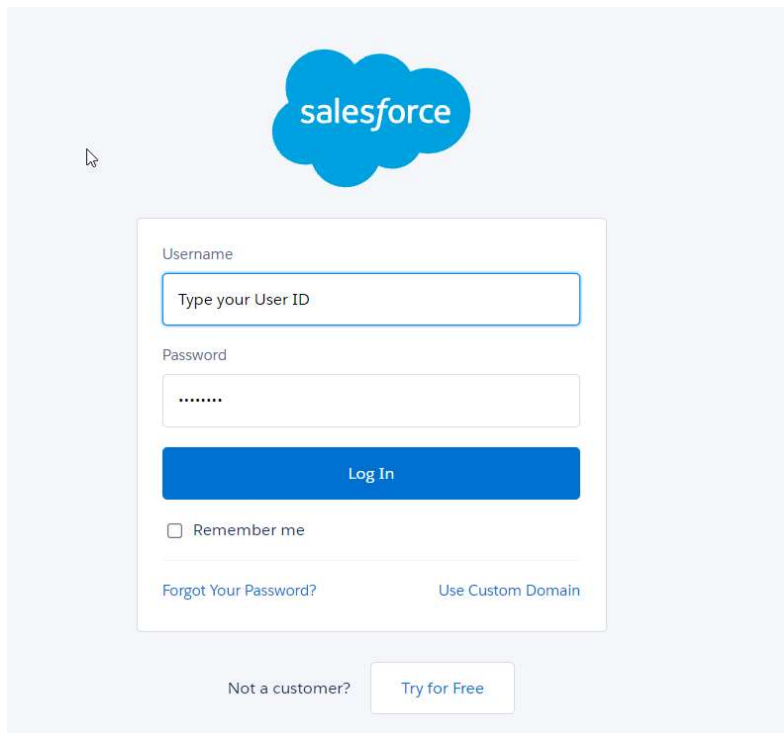 salesforce
Username
Type your User ID
Password
........
Log In
Remember me
Forgot Your Password? Use Custom Domain
Not a customer? Try for Free